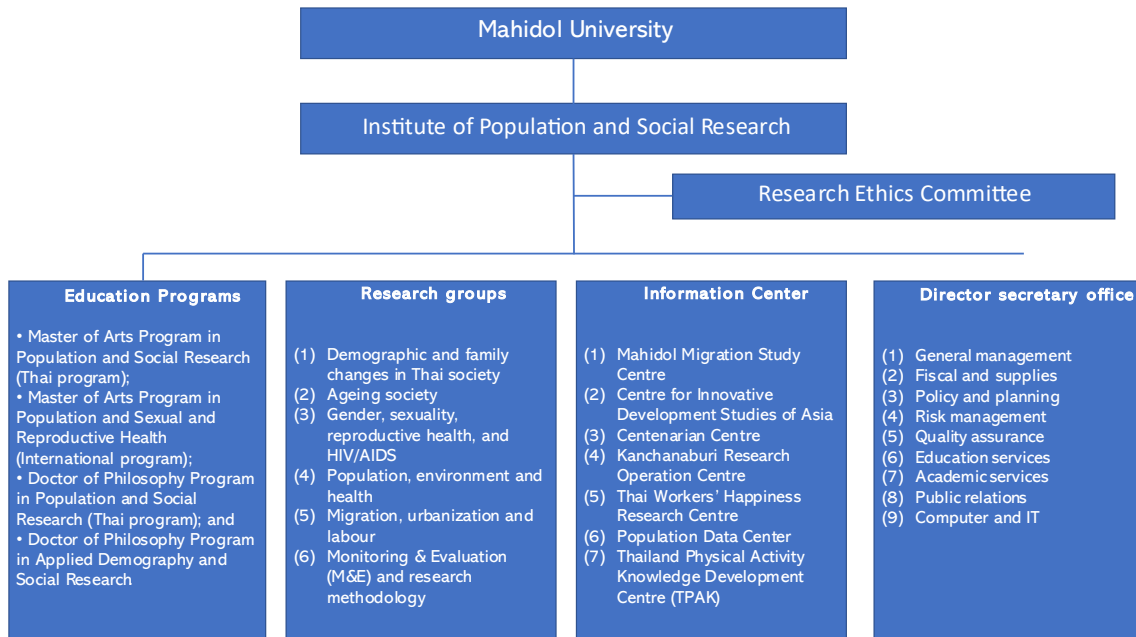 Mahidol University
Institute of Population and Social Research
Research Ethics Committee
Education Programs
• Master of Arts Program in
Population and Social Research
(Thai program);
• Master of Arts Program in
Population and Sexual and
Reproductive Health
(International program);
• Doctor of Philosophy Program
in Population and Social
Research (Thai program); and
• Doctor of Philosophy Program
in Applied Demography and
Social Research
Research groups
(1) Demographic and family
changes in Thai society
(2) Ageing society
(3) Gender, sexuality,
reproductive health, and
HIV/AIDS
(4) Population, environment and
health
(5) Migration, urbanization and
labour
(6) Monitoring & Evaluation
(M&E) and research
methodology
Information Center
(1) Mahidol Migration Study
Centre
(2) Centre for Innovative
Development Studies of Asia
(3) Centenarian Centre
(4) Kanchanaburi Research
Operation Centre
(5) Thai Workers' Happiness
Research Centre
(6) Population Data Center
(7) Thailand Physical Activity
Knowledge Development
Centre (TPAK)
Director secretary office
(1) General management
(2) Fiscal and supplies
(3) Policy and planning
(4) Risk management
(5) Quality assurance
(6) Education services
(7) Academic services
(8) Public relations
(9) Computer and IT